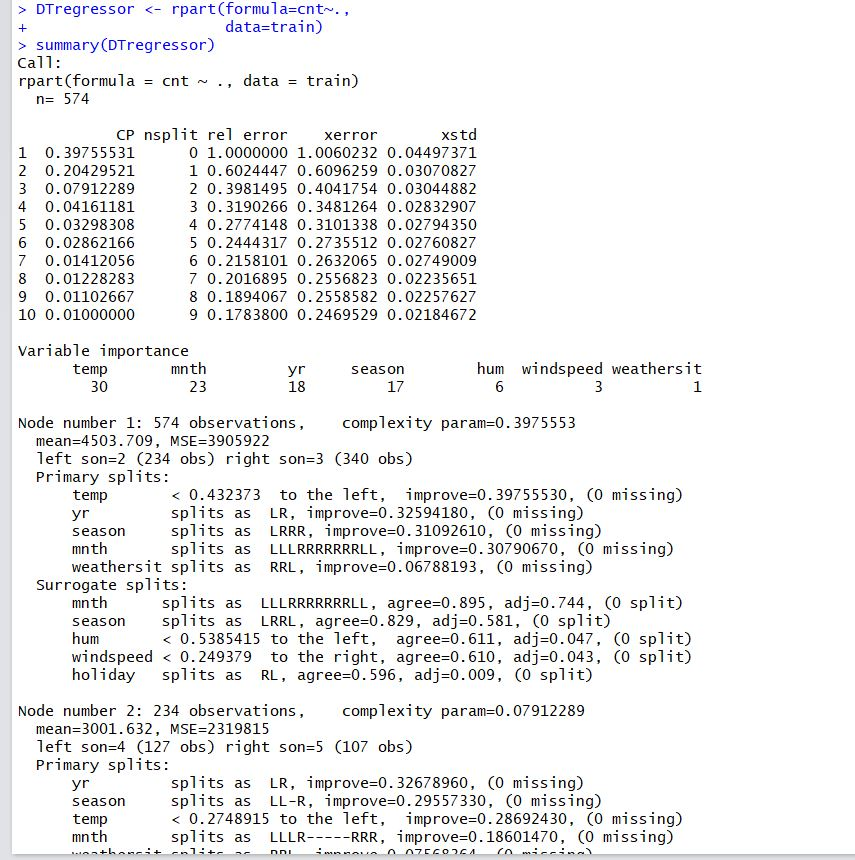 > DTregressor <- rpart(formula=cnt~.,
+                      data=train)
> summary(DTregressor)
Call:
rpart(formula = cnt ~ ., data = train)
  n= 574

           CP nsplit rel error    xerror       xstd
1  0.39755531      0 1.0000000 1.0060232 0.04497371
2  0.20429521      1 0.6024447 0.6096259 0.03070827
3  0.07912289      2 0.3981495 0.4041754 0.03044882
4  0.04161181      3 0.3190266 0.3481264 0.02832907
5  0.03298308      4 0.2774148 0.3101338 0.02794350
6  0.02862166      5 0.2444317 0.2735512 0.02760827
7  0.01412056      6 0.2158101 0.2632065 0.02749009
8  0.01228283      7 0.2016895 0.2556823 0.02235651
9  0.01102667      8 0.1894067 0.2558582 0.02257627
10 0.01000000      9 0.1783800 0.2469529 0.02184672

Variable importance
      temp       mnth         yr     season        hum  windspeed weathersit
        30         23         18         17          6          3          1

Node number 1: 574 observations,    complexity param=0.3975553
  mean=4503.709, MSE=3905922
  left son=2 (234 obs) right son=3 (340 obs)
  Primary splits:
      temp       < 0.432373  to the left,  improve=0.39755530, (0 missing)
      yr         splits as  LR, improve=0.32594180, (0 missing)
      season     splits as  LRRR, improve=0.31092610, (0 missing)
      mnth       splits as  LLLRRRRRRRLL, improve=0.30790670, (0 missing)
      weathersit splits as  RRL, improve=0.06788193, (0 missing)
  Surrogate splits:
      mnth      splits as  LLLRRRRRRRLL, agree=0.895, adj=0.744, (0 split)
      season    splits as  LRRL, agree=0.829, adj=0.581, (0 split)
      hum       < 0.5385415 to the left,  agree=0.611, adj=0.047, (0 split)
      windspeed < 0.249379  to the right, agree=0.610, adj=0.043, (0 split)
      holiday   splits as  RL, agree=0.596, adj=0.009, (0 split)

Node number 2: 234 observations,    complexity param=0.07912289
  mean=3001.632, MSE=2319815
  left son=4 (127 obs) right son=5 (107 obs)
  Primary splits:
      yr         splits as  LR, improve=0.32678960, (0 missing)
      season     splits as  LL-R, improve=0.29557330, (0 missing)
      temp       < 0.2748915 to the left,  improve=0.28692430, (0 missing)
      mnth       splits as  LLLR-----RRR, improve=0.18601470, (0 missing)
      weathersit splits as  RRL, improve=0.07568364, (0 missing)